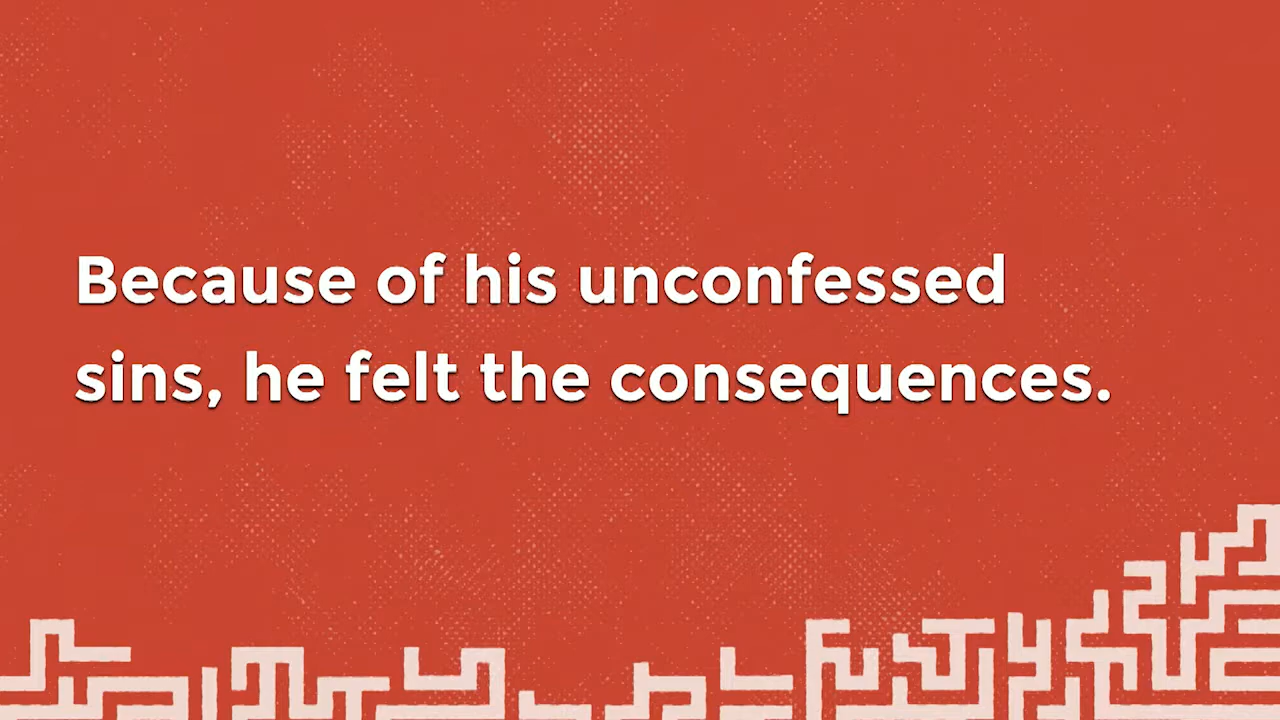 Because of his unconfessed
sins, he felt the consequences.